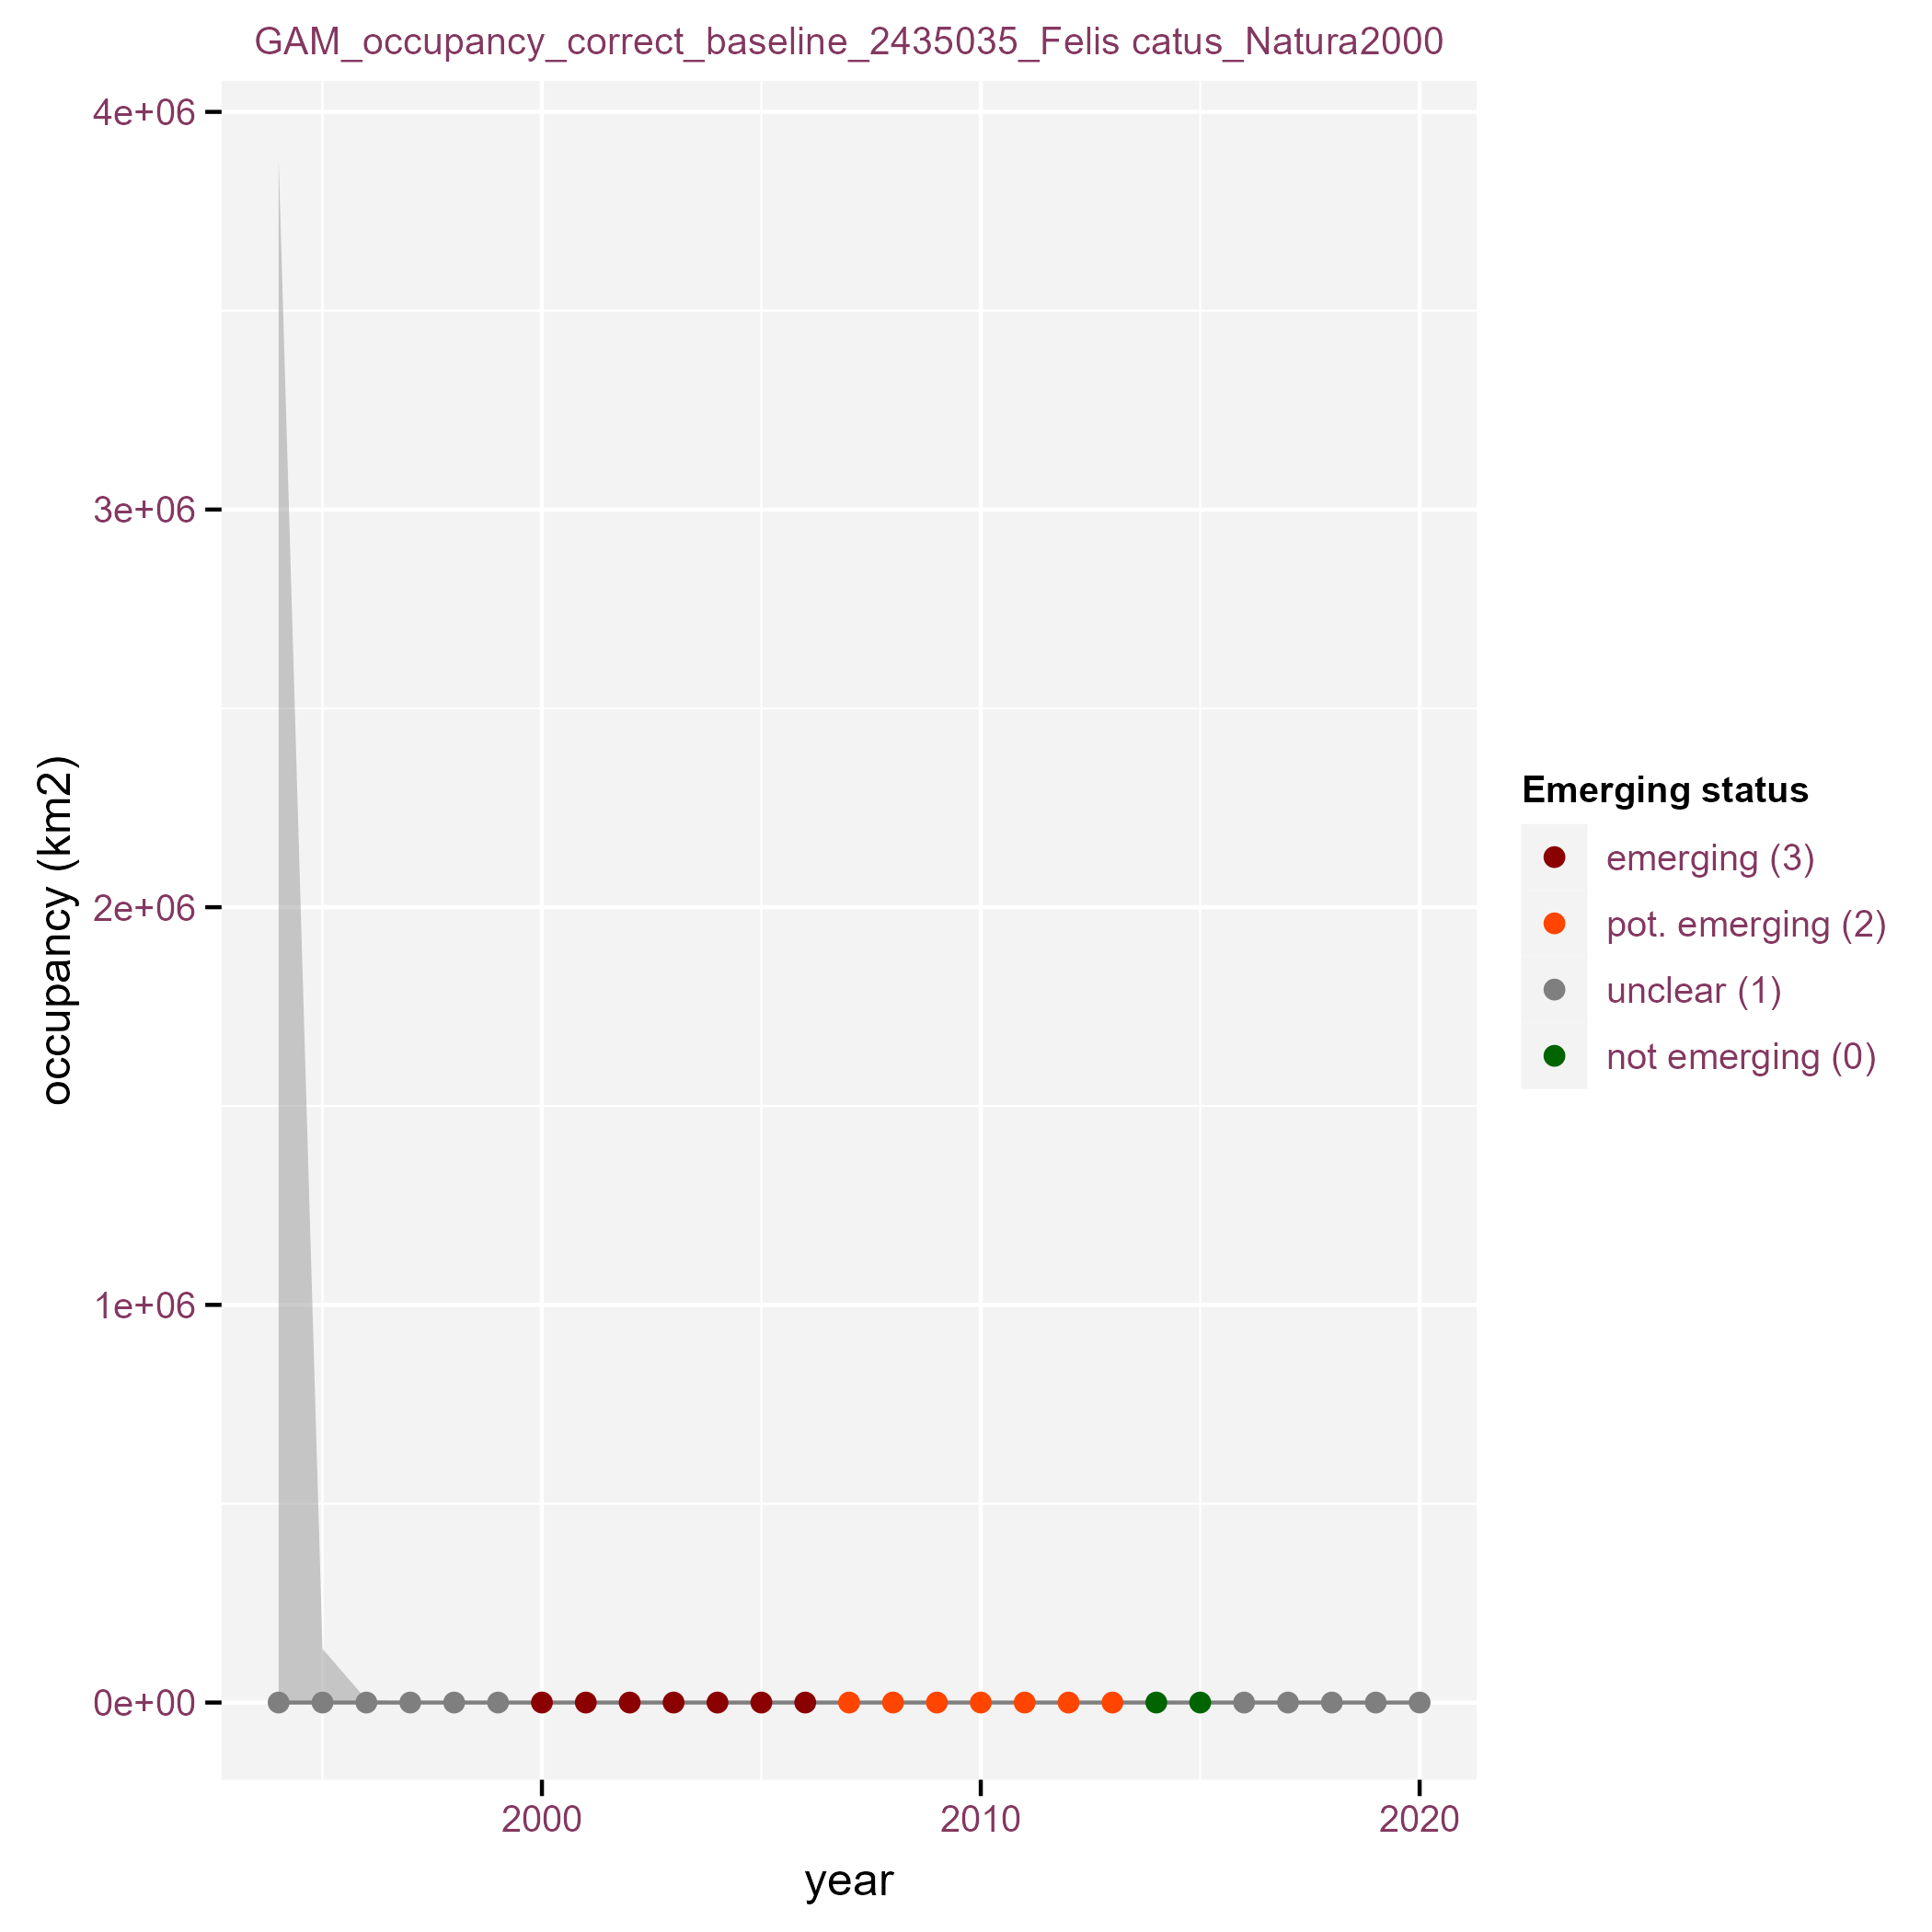 GAM_occupancy_correct_baseline_2435035_Felis catus_Natura2000
4e+06
3e+06
2e+06
1e+06
0e+00
occupancy (km2)
2000
2010
2020
year
Emerging status
emerging (3)
pot. emerging (2)
unclear (1)
not emerging (0)